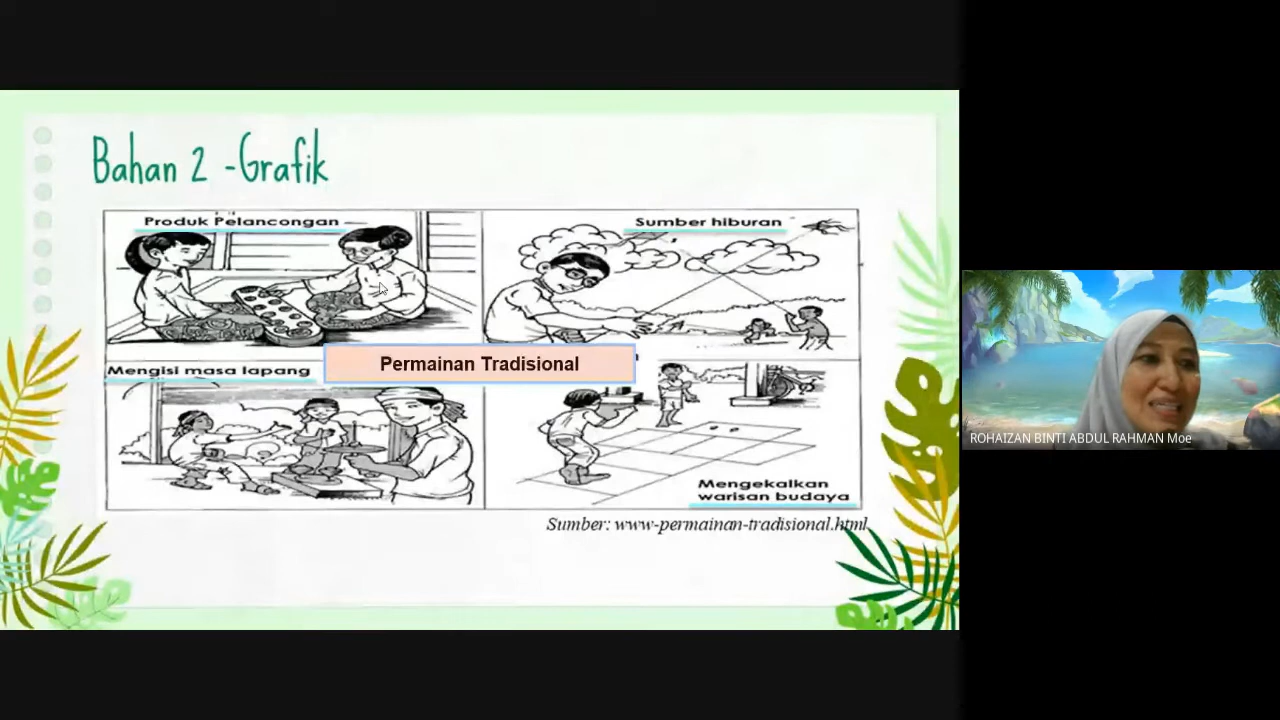 Bahan 2 -Grafik
Produk Pelancongan
Sumber hiburan
Permainan Tradisional
Mengisi masa lapang
Mengekalkan
warisan budaya
Sumber: www-permainan-tradisional.html
ROHAIZAN BINTI ABDUL RAHMAN Moe